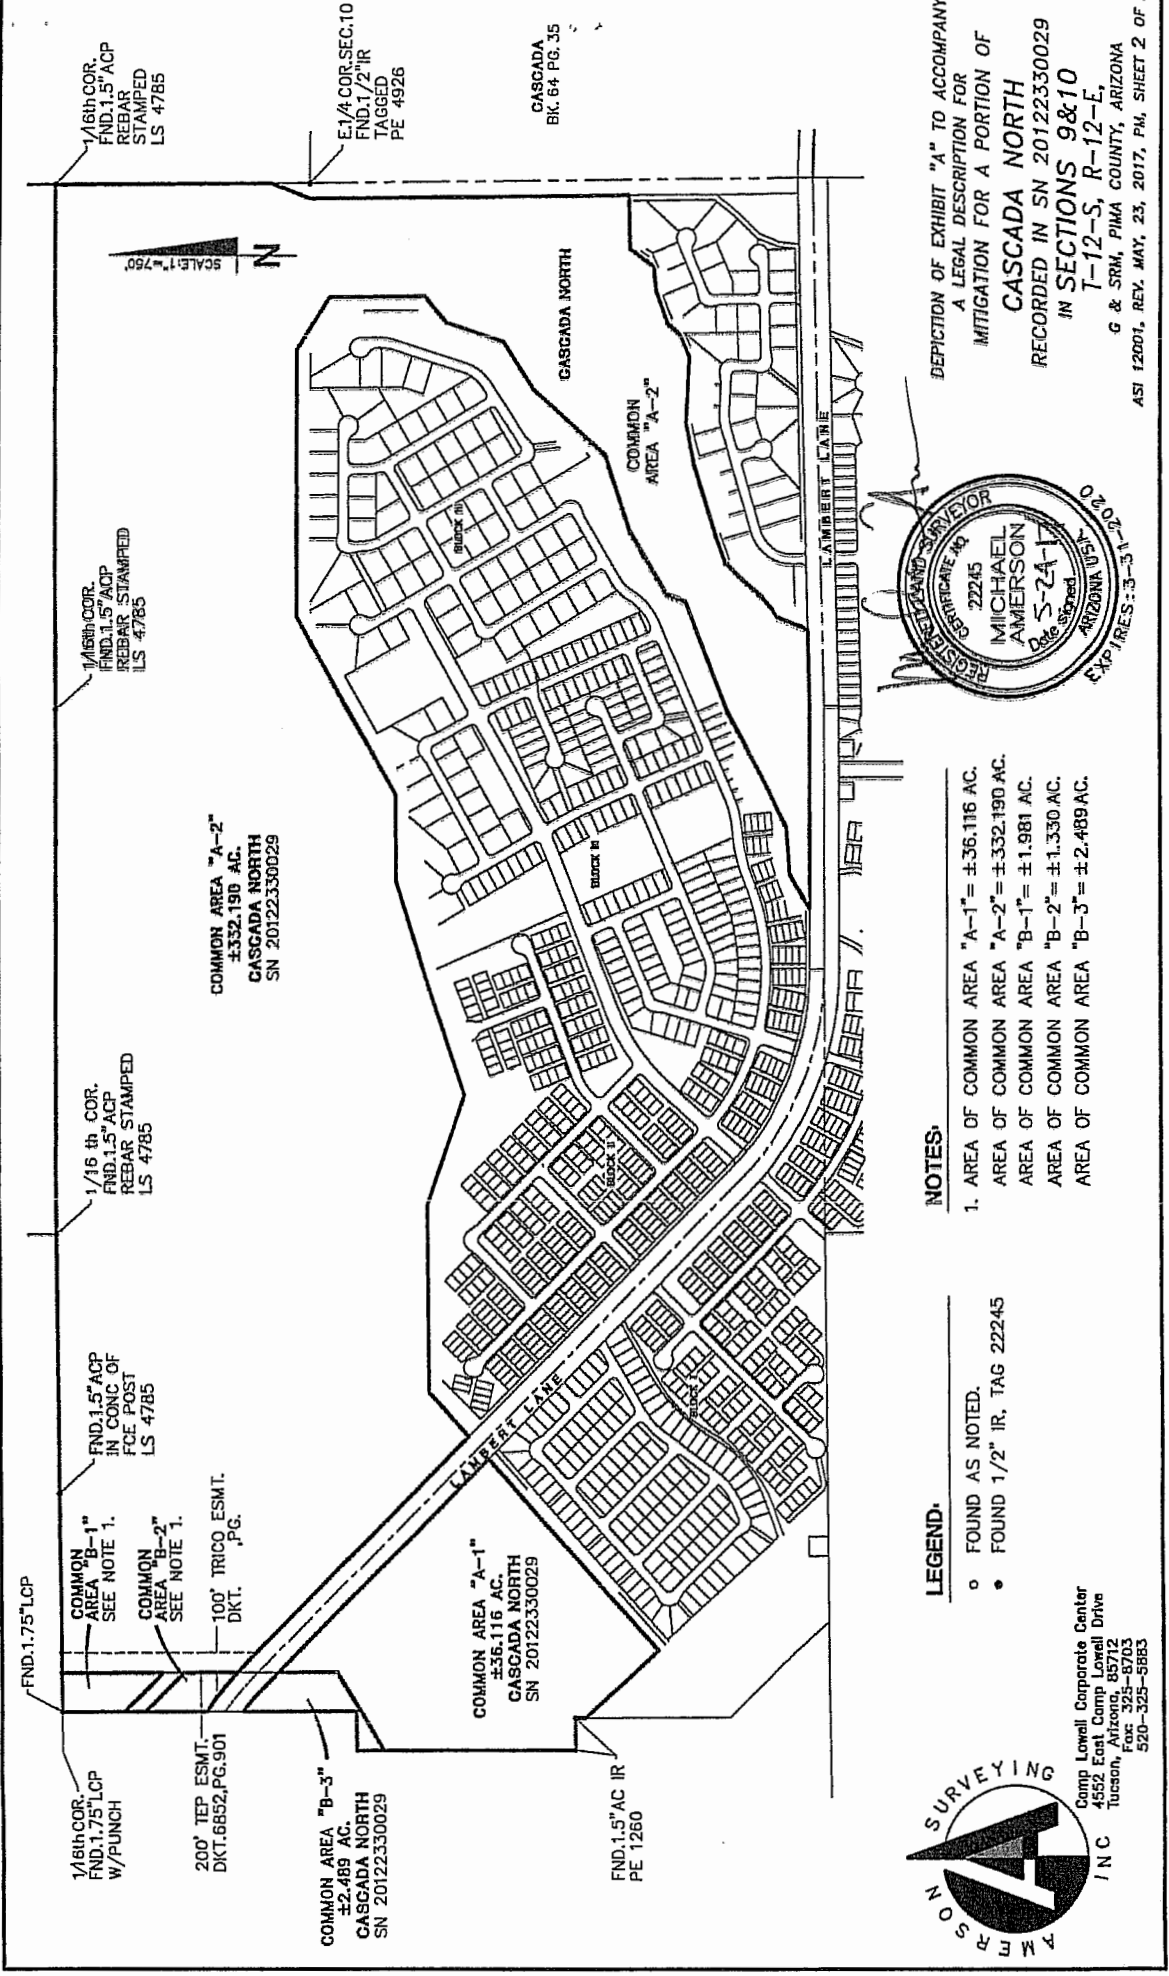 FND.1.75"LCP
1/16th COR.
FND.1.75"LCP
W/PUNCH
COMMON
AREA "B-1"
SEE NOTE 1.
COMMON
AREA "B-2"
SEE NOTE 1.
200' TEP ESMT.
DKT.6852,PG.901
100' TRICO ESMT.
DKT. ,PG.
FND.1.5"ACP
IN CONC OF
FCE POST
LS 4785
1/16 th COR.
FND.1.5"ACP
REBAR STAMPED
LS 4785
1/16th COR.
FND.1.5"ACP
REBAR STAMPED
LS 4785
1/16th COR.
FND.1.5"ACP
REBAR
STAMPED
LS 4785
SCALE:1"=750'
N
E.1/4 COR.SEC.10
FND.1/2"IR
TAGGED
PE 4926
CASCADA
BK. 64 PG. 35
COMMON AREA "A-2"
±332.190 AC.
CASCADA NORTH
SN 20122330029
COMMON AREA "B-3"
±2.489 AC.
CASCADA NORTH
SN 20122330029
COMMON AREA "A-1"
±36.116 AC.
CASCADA NORTH
SN 20122330029
FND.1.5"AC IR
PE 1260
LAMBERT LANE
BLOCK I
BLOCK II
BLOCK III
CASCADA NORTH
COMMON
AREA "A-2"
LAMBERT LANE
LEGEND:
FOUND AS NOTED.
FOUND 1/2" IR, TAG 22245
NOTES:
1. AREA OF COMMON AREA "A-1"= ±36.116 AC.
AREA OF COMMON AREA "A-2"= ±332.190 AC.
AREA OF COMMON AREA "B-1"= ±1.981 AC.
AREA OF COMMON AREA "B-2"= ±1.330 AC.
AREA OF COMMON AREA "B-3"= ±2.489 AC.
REGISTERED LAND SURVEYOR
CERTIFICATE NO.
22245
MICHAEL
AMERSON
5-24-17
Date Signed
ARIZONA U.S.A.
EXPIRES:3-31-2020
DEPICTION OF EXHIBIT "A" TO ACCOMPANY
A LEGAL DESCRIPTION FOR
MITIGATION FOR A PORTION OF
CASCADA NORTH
RECORDED IN SN 20122330029
IN SECTIONS 9&10
T-12-S, R-12-E,
G & SRM, PIMA COUNTY, ARIZONA
ASI 12001, REV. MAY, 23, 2017, PM, SHEET 2 OF
AMERSON SURVEYING INC
Camp Lowell Corporate Center
4552 East Camp Lowell Drive
Tucson, Arizona, 85712
Fax: 325-8703
520-325-5883